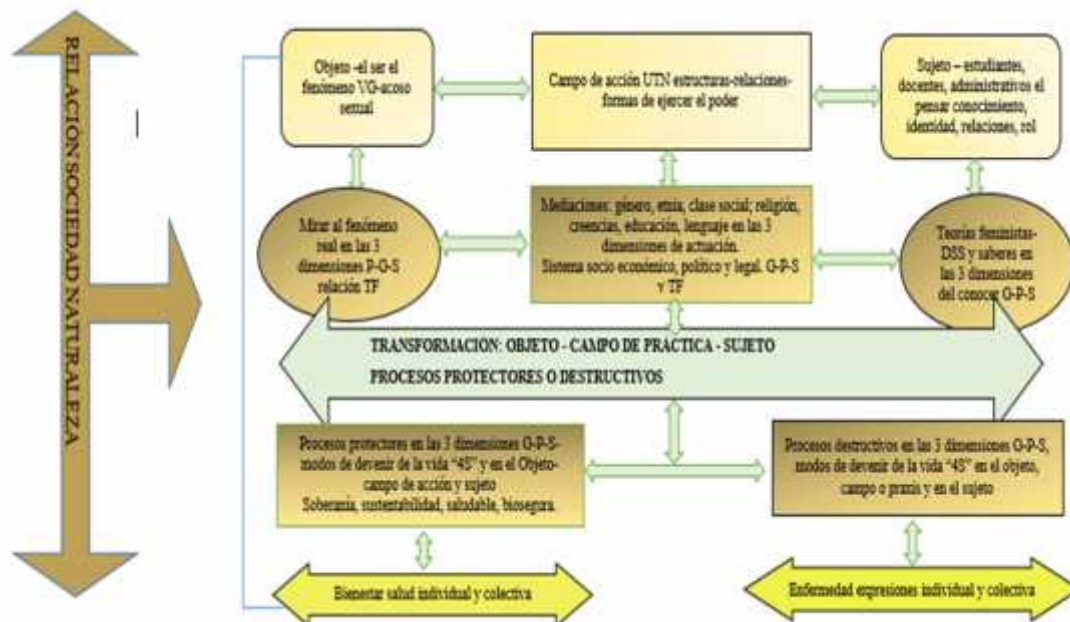 RELACION SOCIEDAD NATURALEZA
Objeto -el ser el
fenómeno VG-acoso
sexual
Campo de acción UTN estructuras-relaciones-
formas de ejercer el poder
Sujeto – estudiantes,
docentes, administrativos el
pensar conocimiento,
identidad, relaciones, rol
Mirar al fenómeno
real en las 3
dimensiones P-G-S
relación TF
Mediaciones: género, etnia, clase social; religión,
creencias, educación, lenguaje en las 3
dimensiones de actuación.
Sistema socio económico, político y legal. G-P-S
y TF
Teorías feministas-
DSS y saberes en
las 3 dimensiones
del conocer G-P-S
TRANSFORMACION: OBJETO - CAMPO DE PRÁCTICA - SUJETO
PROCESOS PROTECTORES O DESTRUCTIVOS
Procesos protectores en las 3 dimensiones G-P-S-
modos de devenir de la vida “4S” y en el Objeto-
campo de acción y sujeto
Soberanía, sustentabilidad, saludable, biosegura.
Procesos destructivos en las 3 dimensiones G-P-S,
modos de devenir de la vida “4S” en el objeto,
campo o praxis y en el sujeto
Bienestar salud individual y colectiva
Enfermedad expresiones individual y colectiva